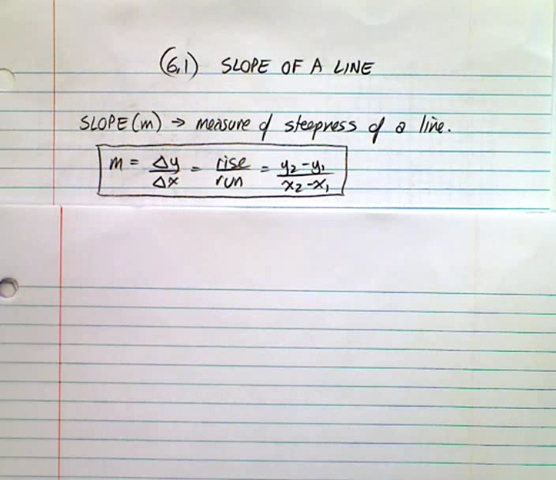 (6.1) SLOPE OF A LINE
SLOPE (m) → measure of steepness of a line.
m = Δy/Δx = rise/run = y₂-y₁/x₂-x₁